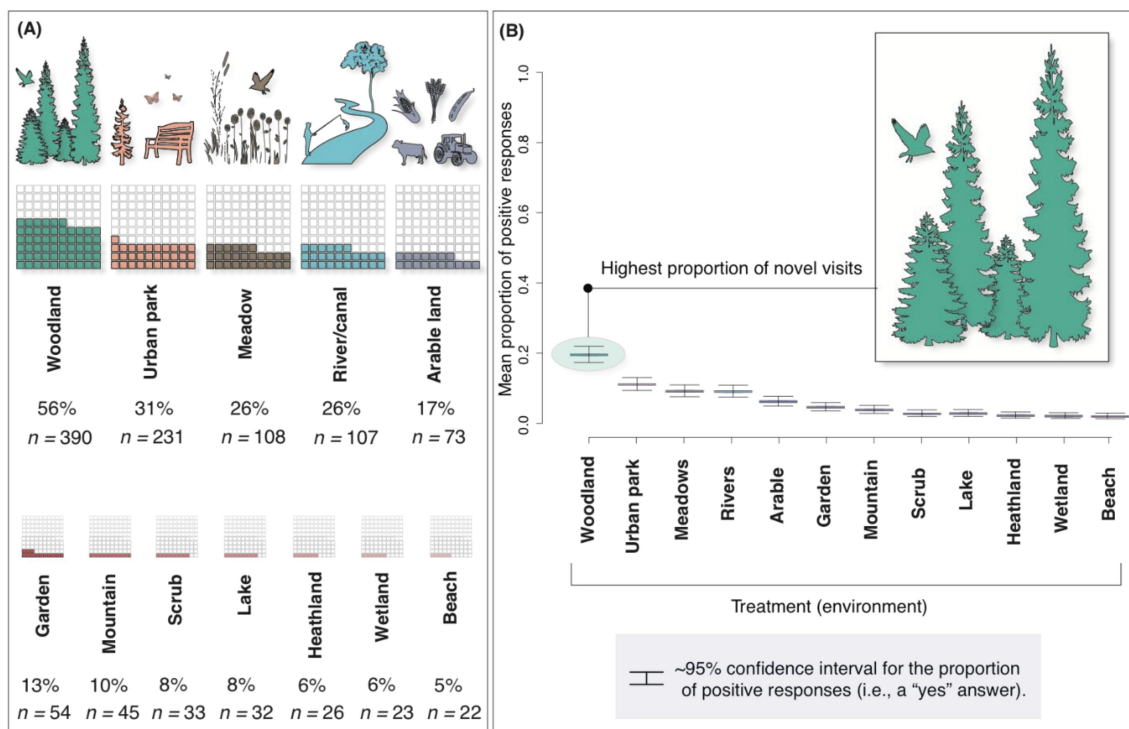 (A)
Woodland
Urban park
Meadow
River/canal
Arable land
56%
31%
26%
26%
17%
n = 390
n = 231
n = 108
n = 107
n = 73
Garden
Mountain
Scrub
Lake
Heathland
Wetland
Beach
13%
10%
8%
8%
6%
6%
5%
n = 54
n = 45
n = 33
n = 32
n = 26
n = 23
n = 22
(B)
Mean proportion of positive responses
1.0
0.8
0.6
0.4
0.2
0.0
Highest proportion of novel visits
Woodland
Urban park
Meadows
Rivers
Arable
Garden
Mountain
Scrub
Lake
Heathland
Wetland
Beach
Treatment (environment)
~95% confidence interval for the proportion
of positive responses (i.e., a “yes” answer).